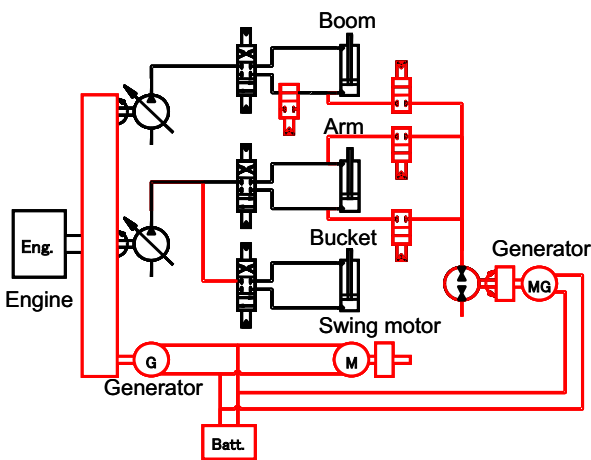 Boom
Arm
Eng.
Engine
Bucket
Generator
MG
Swing motor
G
M
Generator
Batt.